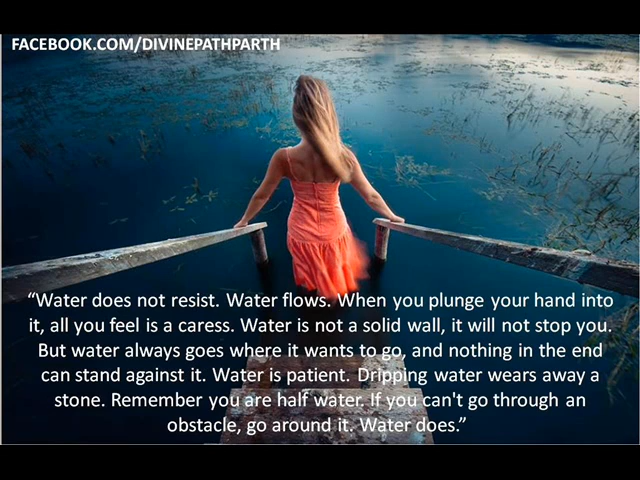 FACEBOOK.COM/DIVINEPATHPARTH
“Water does not resist. Water flows. When you plunge your hand into
it, all you feel is a caress. Water is not a solid wall, it will not stop you.
But water always goes where it wants to go, and nothing in the end
can stand against it. Water is patient. Dripping water wears away a
stone. Remember you are half water. If you can't go through an
obstacle, go around it. Water does.”